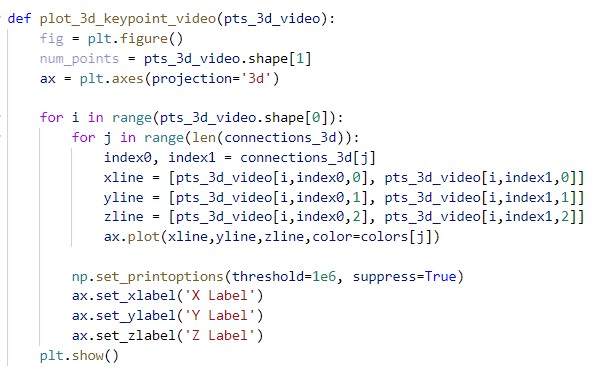 def plot_3d_keypoint_video(pts_3d_video):
    fig = plt.figure()
    num_points = pts_3d_video.shape[1]
    ax = plt.axes(projection='3d')

    for i in range(pts_3d_video.shape[0]):
        for j in range(len(connections_3d)):
            index0, index1 = connections_3d[j]
            xline = [pts_3d_video[i,index0,0], pts_3d_video[i,index1,0]]
            yline = [pts_3d_video[i,index0,1], pts_3d_video[i,index1,1]]
            zline = [pts_3d_video[i,index0,2], pts_3d_video[i,index1,2]]
            ax.plot(xline,yline,zline,color=colors[j])

        np.set_printoptions(threshold=1e6, suppress=True)
        ax.set_xlabel('X Label')
        ax.set_ylabel('Y Label')
        ax.set_zlabel('Z Label')
    plt.show()